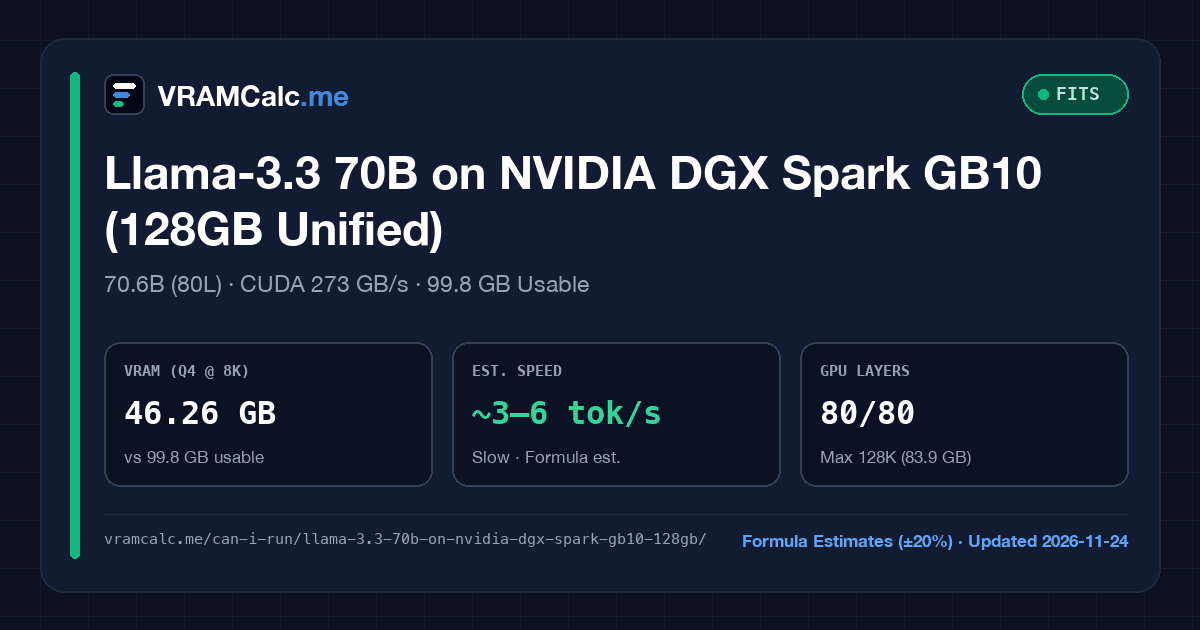 VRAMCalc.me
FITS
Llama-3.3 70B on NVIDIA DGX Spark GB10
(128GB Unified)
70.6B (80L) · CUDA 273 GB/s · 99.8 GB Usable
VRAM (Q4 @ 8K)
46.26 GB
vs 99.8 GB usable
EST. SPEED
~3–6 tok/s
Slow · Formula est.
GPU LAYERS
80/80
Max 128K (83.9 GB)
vramcalc.me/can-i-run/llama-3.3-70b-on-nvidia-dgx-spark-gb10-128gb/
Formula Estimates (±20%) · Updated 2026-11-24